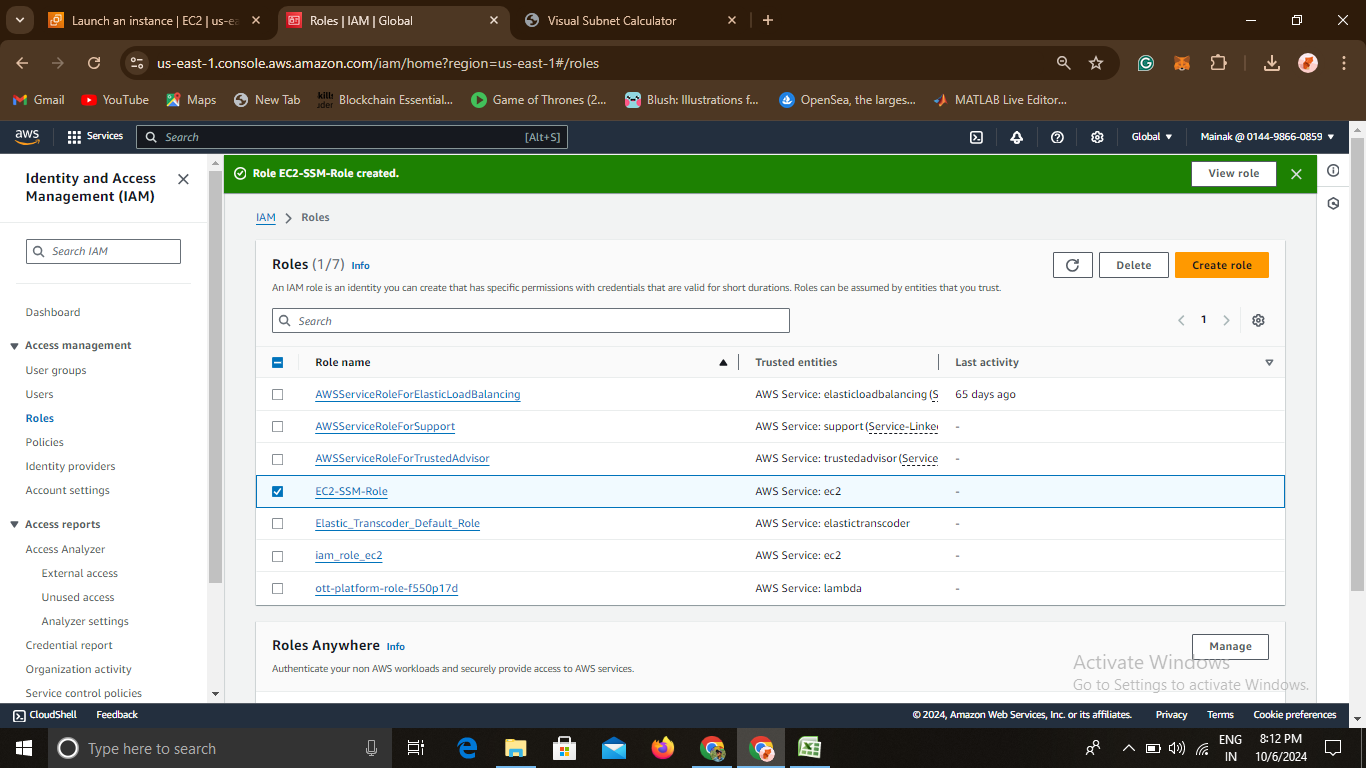 Launch an instance | EC2 | us-ea
Roles | IAM | Global
Visual Subnet Calculator
us-east-1.console.aws.amazon.com/iam/home?region=us-east-1#/roles
Gmail
YouTube
Maps
New Tab
Blockchain Essential...
Game of Thrones (2...
Blush: Illustrations f...
OpenSea, the larges...
MATLAB Live Editor...
aws
Services
Search
[Alt+S]
Global
Mainak @ 0144-9866-0859
Identity and Access
Management (IAM)
Search IAM
Dashboard
Access management
User groups
Users
Roles
Policies
Identity providers
Account settings
Access reports
Access Analyzer
External access
Unused access
Analyzer settings
Credential report
Organization activity
Service control policies
Role EC2-SSM-Role created.
View role
IAM
Roles
Roles (1/7) Info
Delete
Create role
An IAM role is an identity you can create that has specific permissions with credentials that are valid for short durations. Roles can be assumed by entities that you trust.
Search
1
Role name Trusted entities Last activity
AWSServiceRoleForElasticLoadBalancing AWS Service: elasticloadbalancing (S 65 days ago
AWSServiceRoleForSupport AWS Service: support (Service-Linke -
AWSServiceRoleForTrustedAdvisor AWS Service: trustedadvisor (Service -
EC2-SSM-Role AWS Service: ec2 -
Elastic_Transcoder_Default_Role AWS Service: elastictranscoder -
iam_role_ec2 AWS Service: ec2 -
ott-platform-role-f550p17d AWS Service: lambda -
Roles Anywhere Info
Manage
Authenticate your non AWS workloads and securely provide access to AWS services.
Activate Windows
Go to Settings to activate Windows.
CloudShell
Feedback
© 2024, Amazon Web Services, Inc. or its affiliates.
Privacy
Terms
Cookie preferences
Type here to search
ENG
IN
8:12 PM
10/6/2024